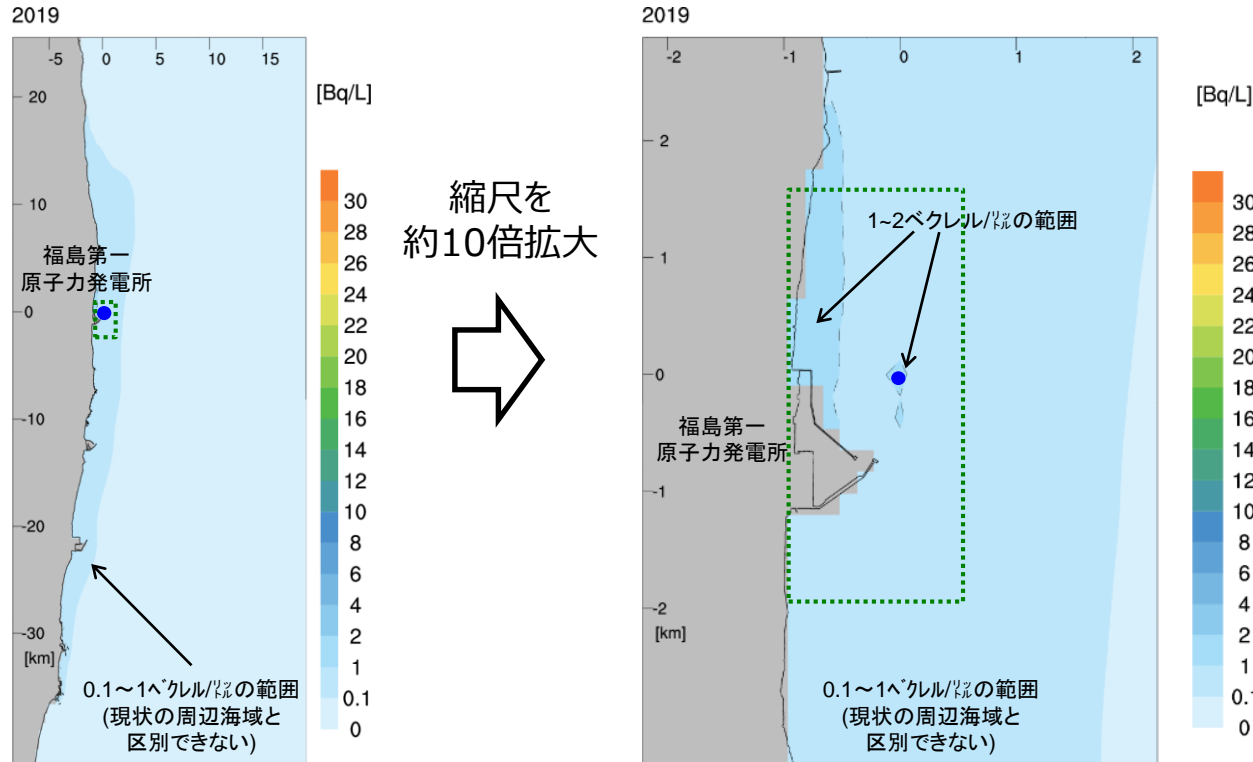 2019
-5 0 5 10 15
[Bq/L]
20
10
0
-10
-20
-30
[km]
福島第一
原子力発電所
30
28
26
24
22
20
18
16
14
12
10
8
6
4
2
1
0.1
0
0.1～1ベクレル/リットルの範囲
(現状の周辺海域と
区別できない)
縮尺を
約10倍拡大
2019
-2 -1 0 1 2
[Bq/L]
2
1
0
-1
-2
[km]
1~2ベクレル/リットルの範囲
福島第一
原子力発電所
0.1～1ベクレル/リットルの範囲
(現状の周辺海域と
区別できない)
30
28
26
24
22
20
18
16
14
12
10
8
6
4
2
1
0.1
0